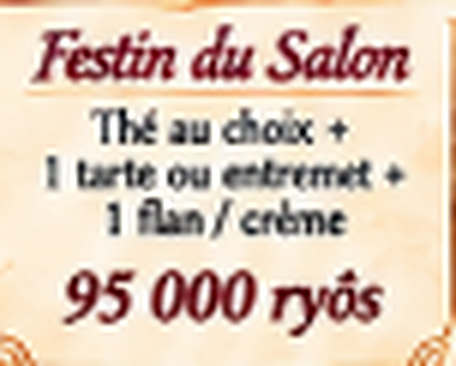 Festin du Salon
Thé au choix +
1 tarte ou entremet +
1 flan / crème
95 000 ryôs